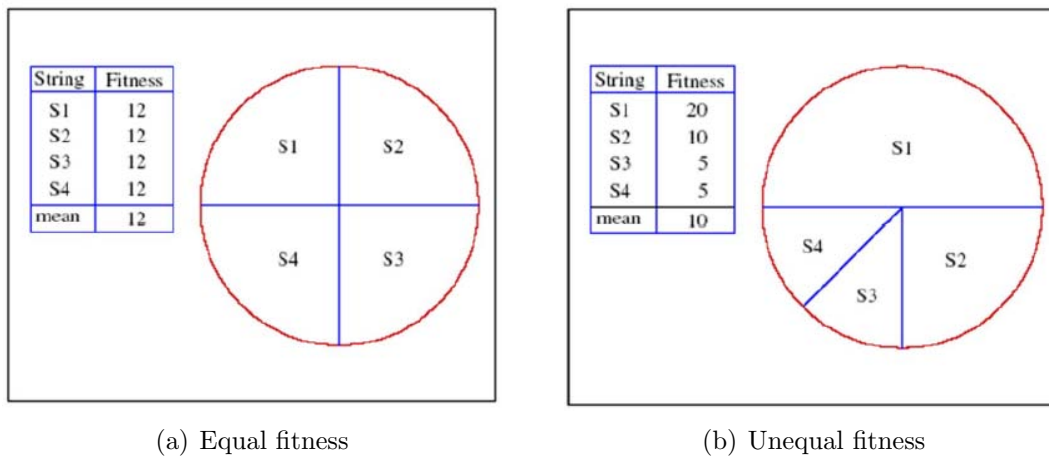 String Fitness
S1 12
S2 12
S3 12
S4 12
mean 12
S1 S2
S4 S3
(a) Equal fitness
String Fitness
S1 20
S2 10
S3 5
S4 5
mean 10
S1
S4 S2
S3
(b) Unequal fitness